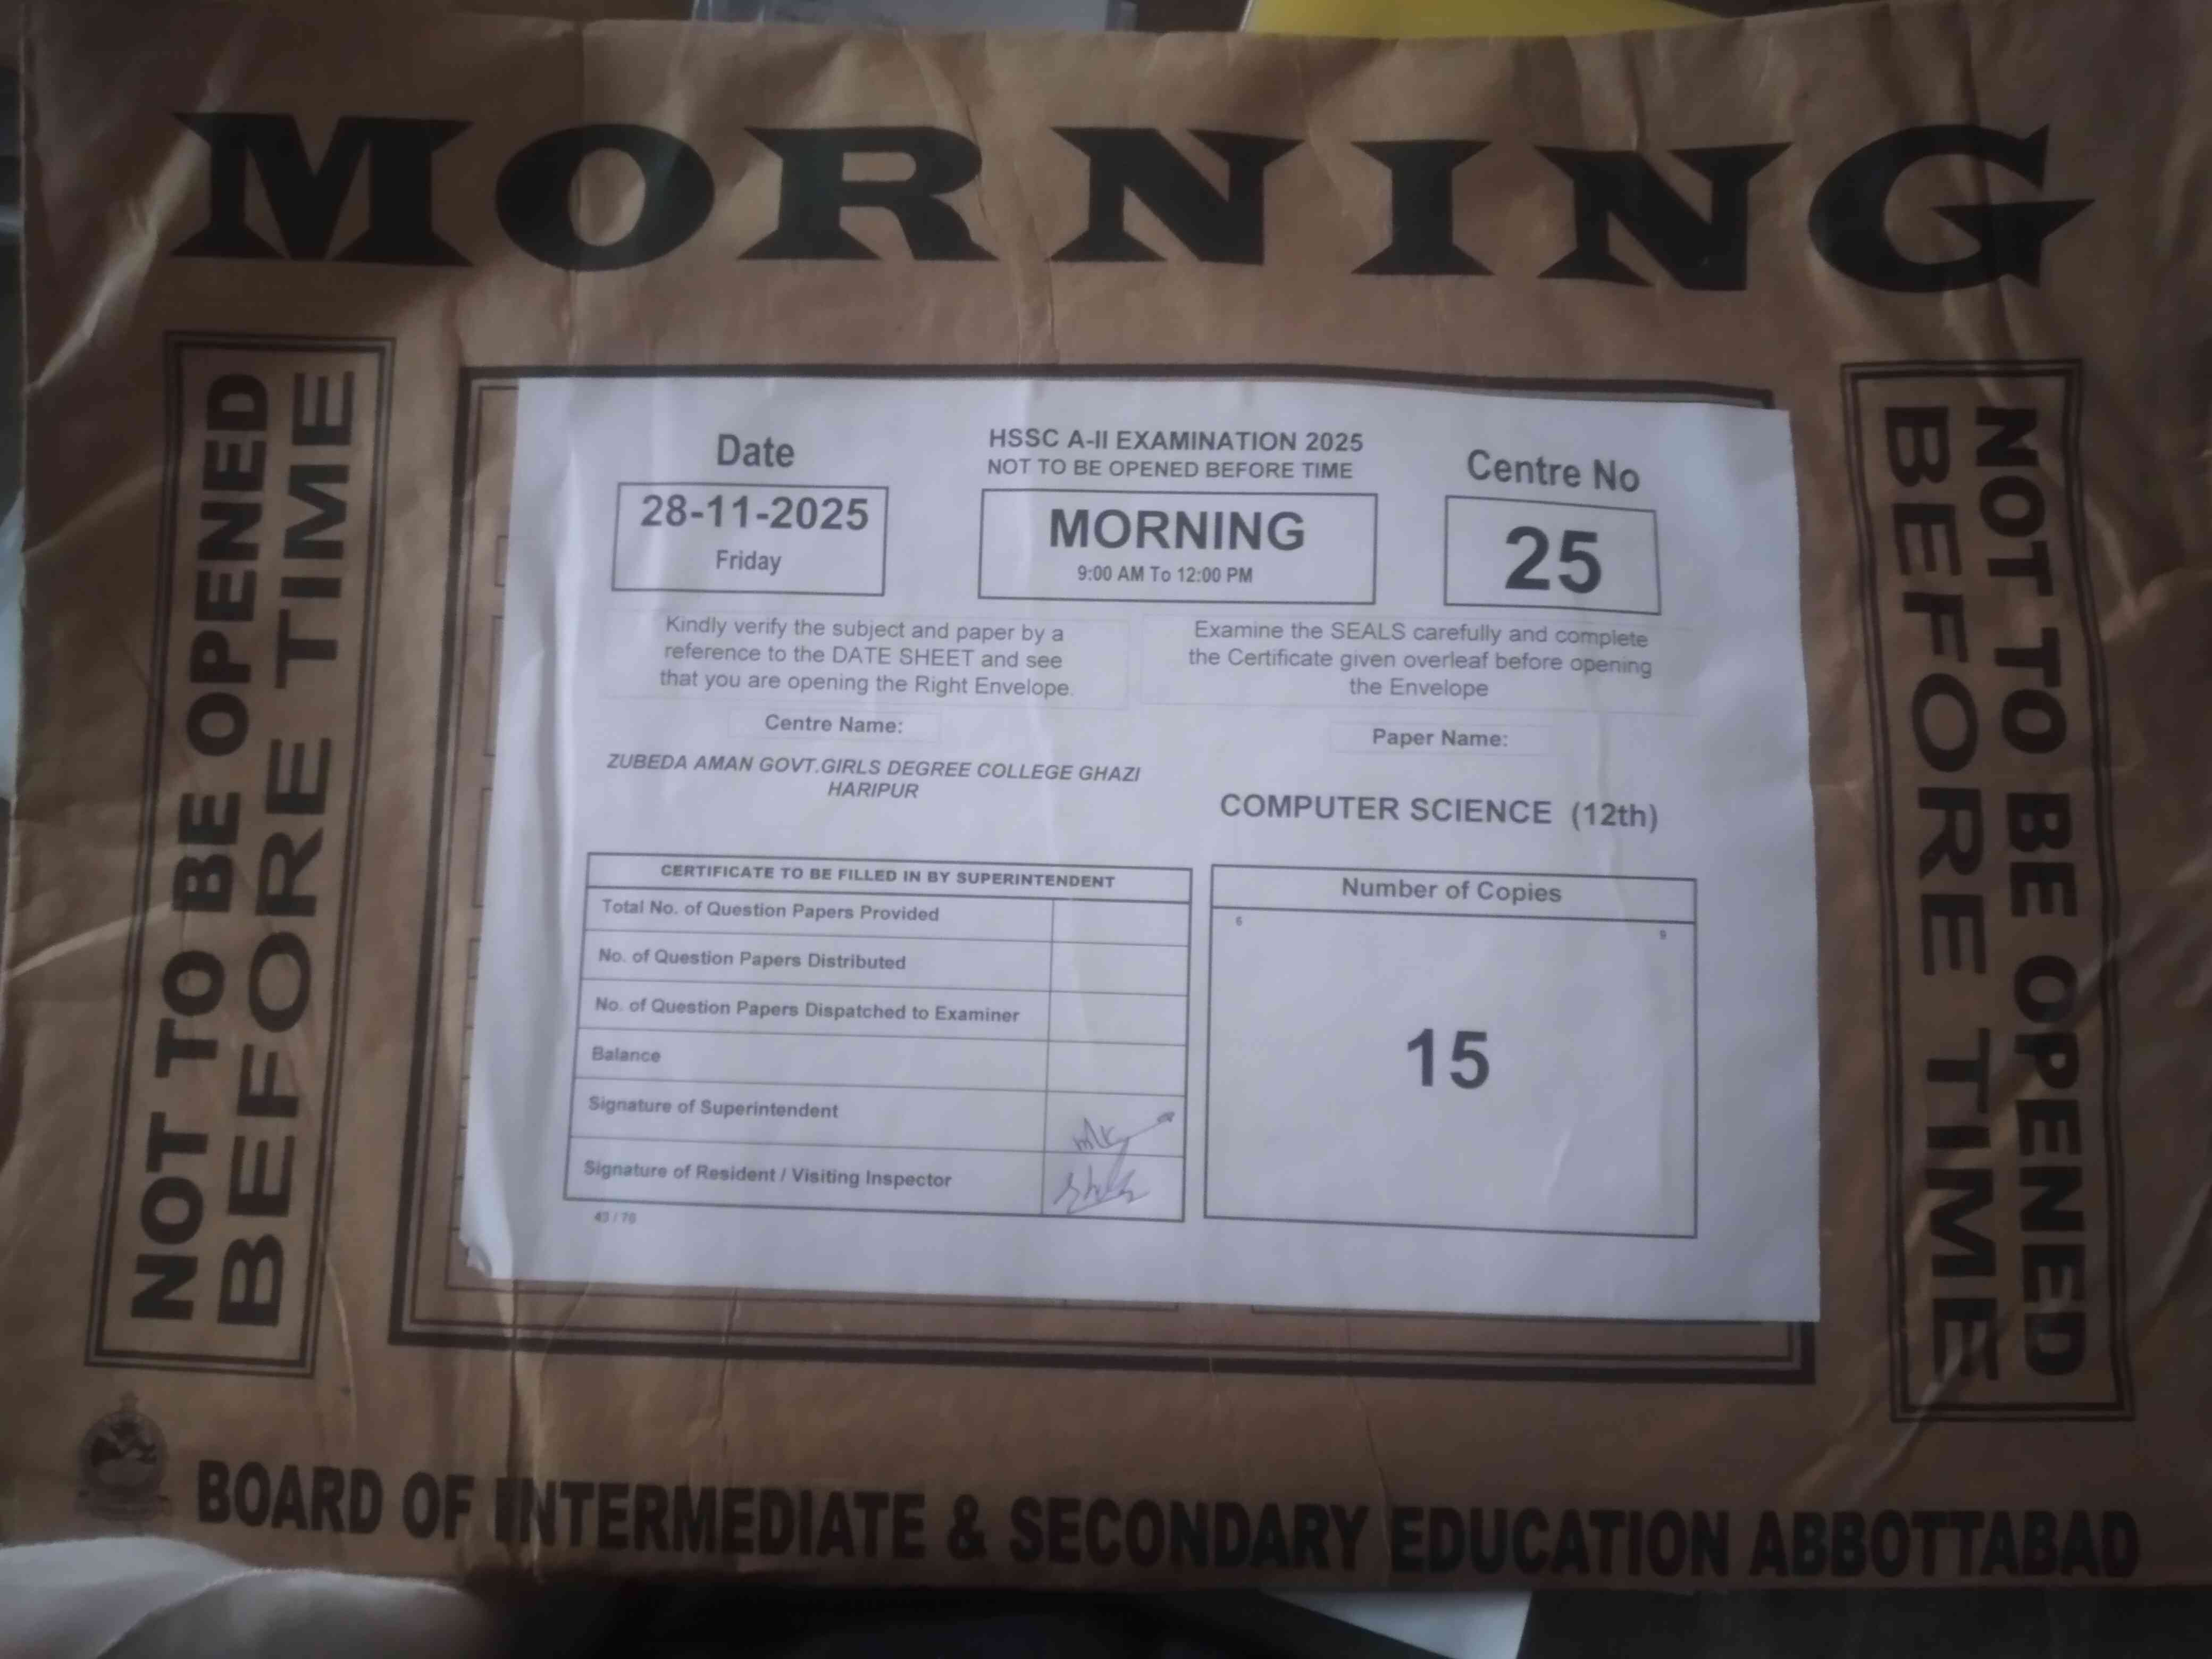 MORNING
NOT TO BE OPENED
BEFORE TIME
Date
28-11-2025
Friday
HSSC A-II EXAMINATION 2025
NOT TO BE OPENED BEFORE TIME
MORNING
9:00 AM To 12:00 PM
Centre No
25
Kindly verify the subject and paper by a
reference to the DATE SHEET and see
that you are opening the Right Envelope.
Examine the SEALS carefully and complete
the Certificate given overleaf before opening
the Envelope
Centre Name:
ZUBEDA AMAN GOVT.GIRLS DEGREE COLLEGE GHAZI
HARIPUR
Paper Name:
COMPUTER SCIENCE (12th)
CERTIFICATE TO BE FILLED IN BY SUPERINTENDENT
Total No. of Question Papers Provided
No. of Question Papers Distributed
No. of Question Papers Dispatched to Examiner
Balance
Signature of Superintendent
Signature of Resident / Visiting Inspector
Number of Copies
15
NOT TO BE OPENED
BEFORE TIME
BOARD OF INTERMEDIATE & SECONDARY EDUCATION ABBOTTABAD